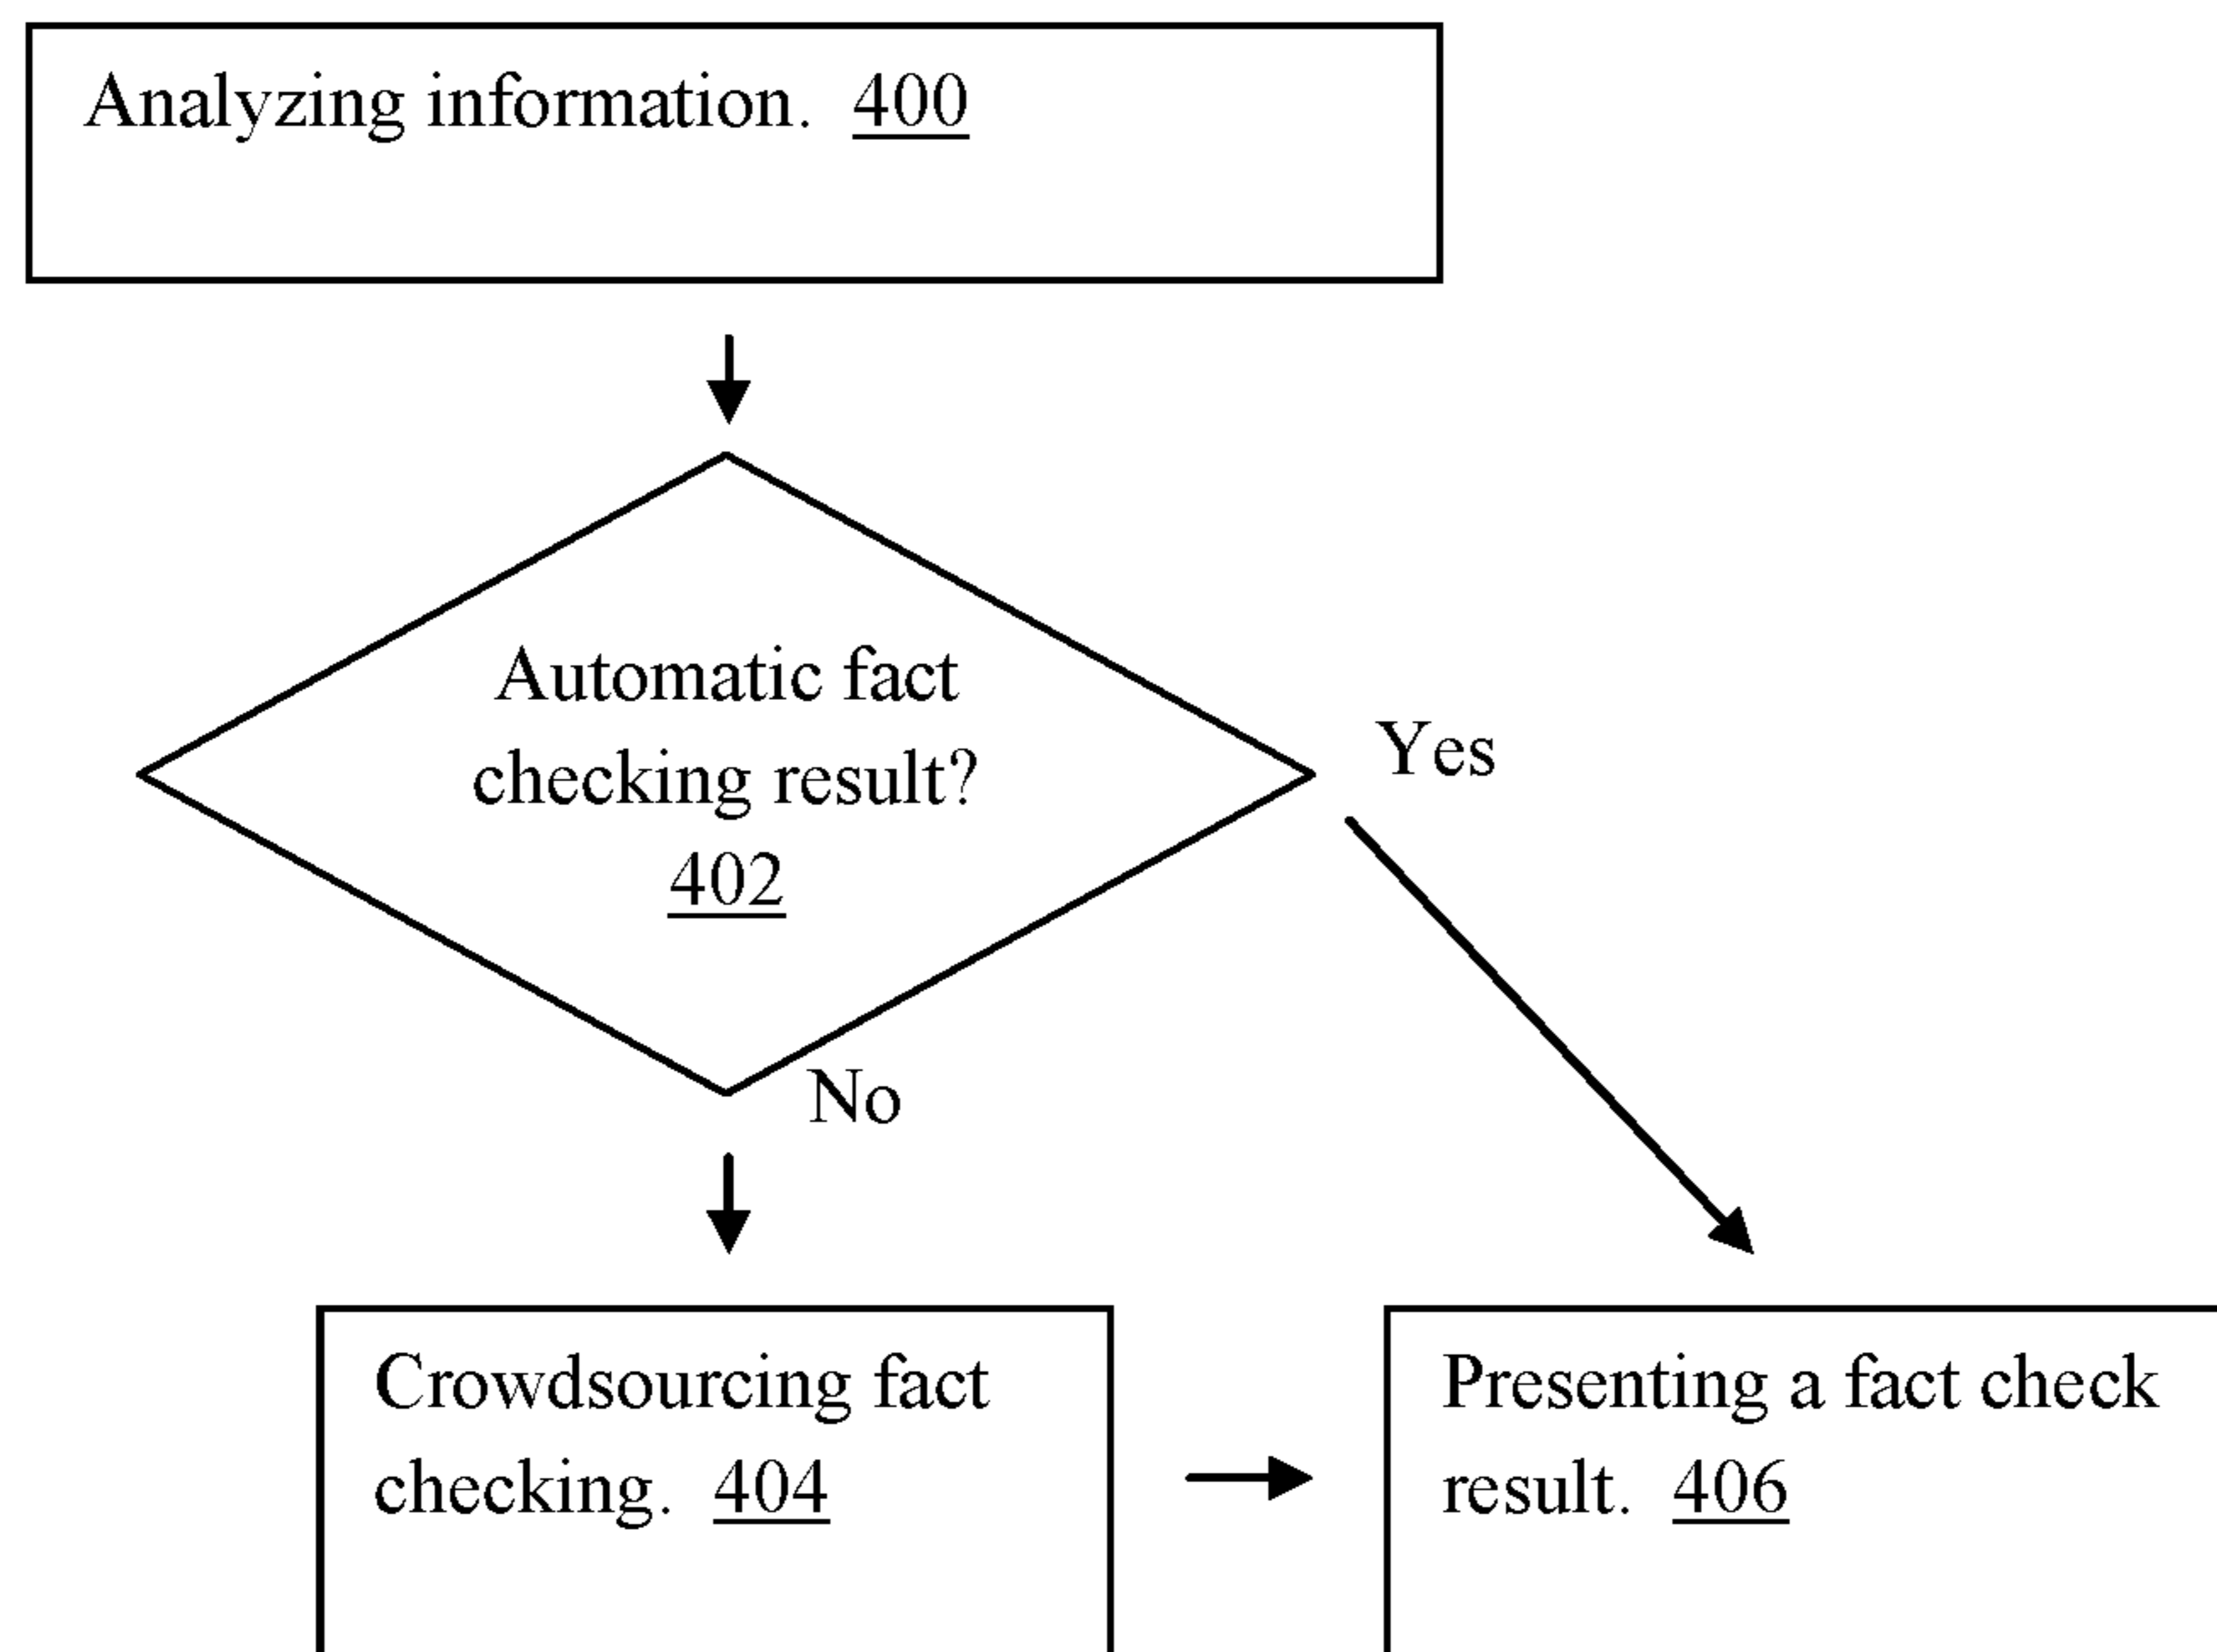 Analyzing information. 400
Automatic fact
checking result?
402
Yes
No
Crowdsourcing fact
checking. 404
Presenting a fact check
result. 406